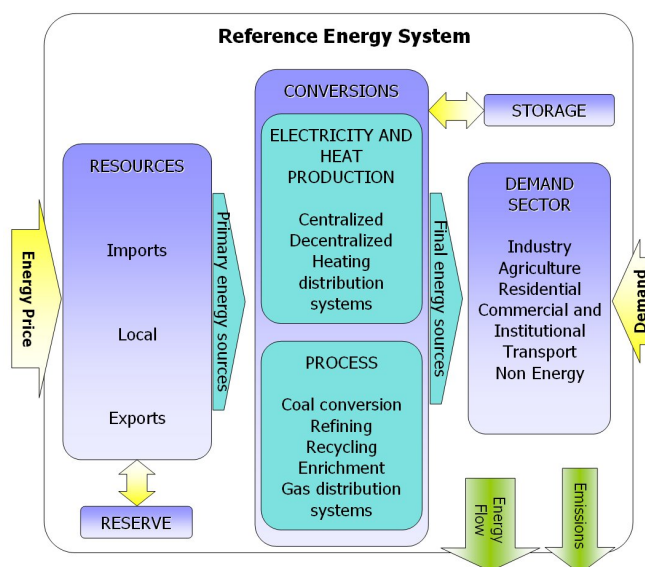 Reference Energy System
Energy Price
RESOURCES
Imports
Local
Exports
RESERVE
Primary energy sources
CONVERSIONS
ELECTRICITY AND
HEAT
PRODUCTION
Centralized
Decentralized
Heating
distribution
systems
PROCESS
Coal conversion
Refining
Recycling
Enrichment
Gas distribution
systems
Final energy sources
STORAGE
DEMAND
SECTOR
Industry
Agriculture
Residential
Commercial and
Institutional
Transport
Non Energy
Demand
Energy
Flow
Emissions